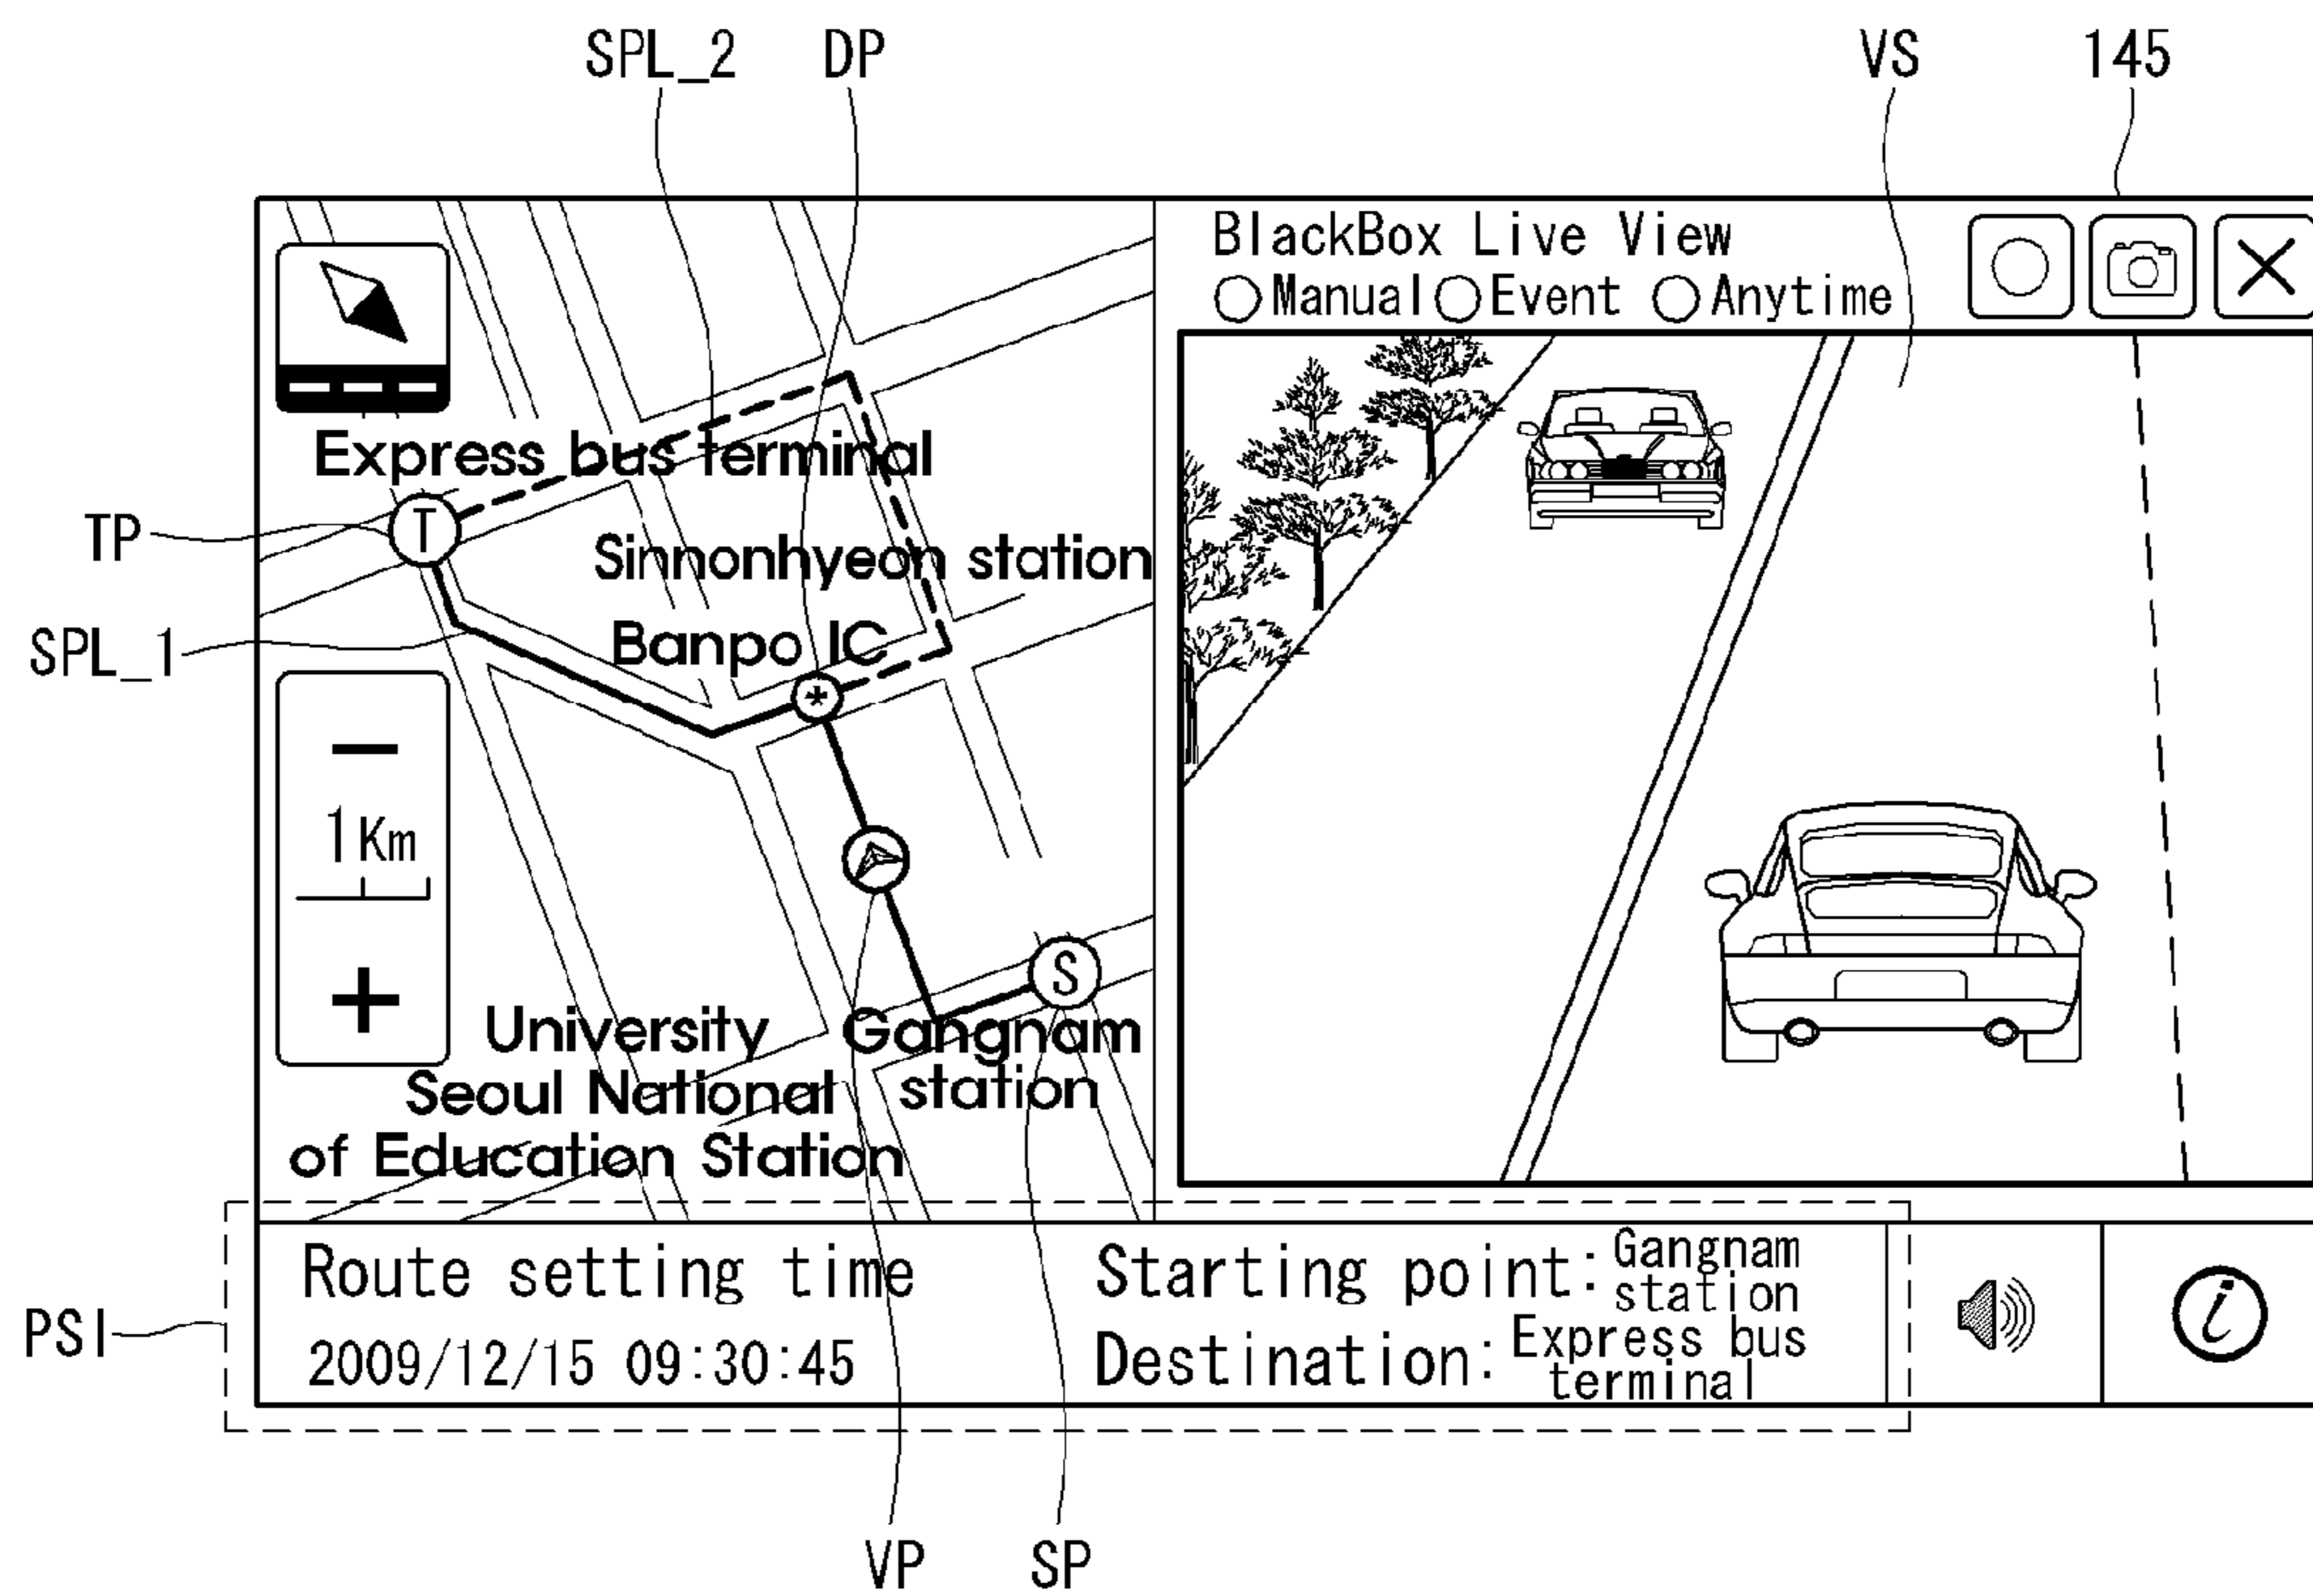 SPL_2 DP VS 145
BlackBox Live View
Manual Event Anytime
Express bus terminal
TP T
Sinnonhyeon station
SPL_1 Banpo IC
*
1Km
S
University
Seoul National
of Education Station
Gangnam
station
PSI
Route setting time
2009/12/15 09:30:45
Starting point: Gangnam
station
Destination: Express bus
terminal
i
VP SP